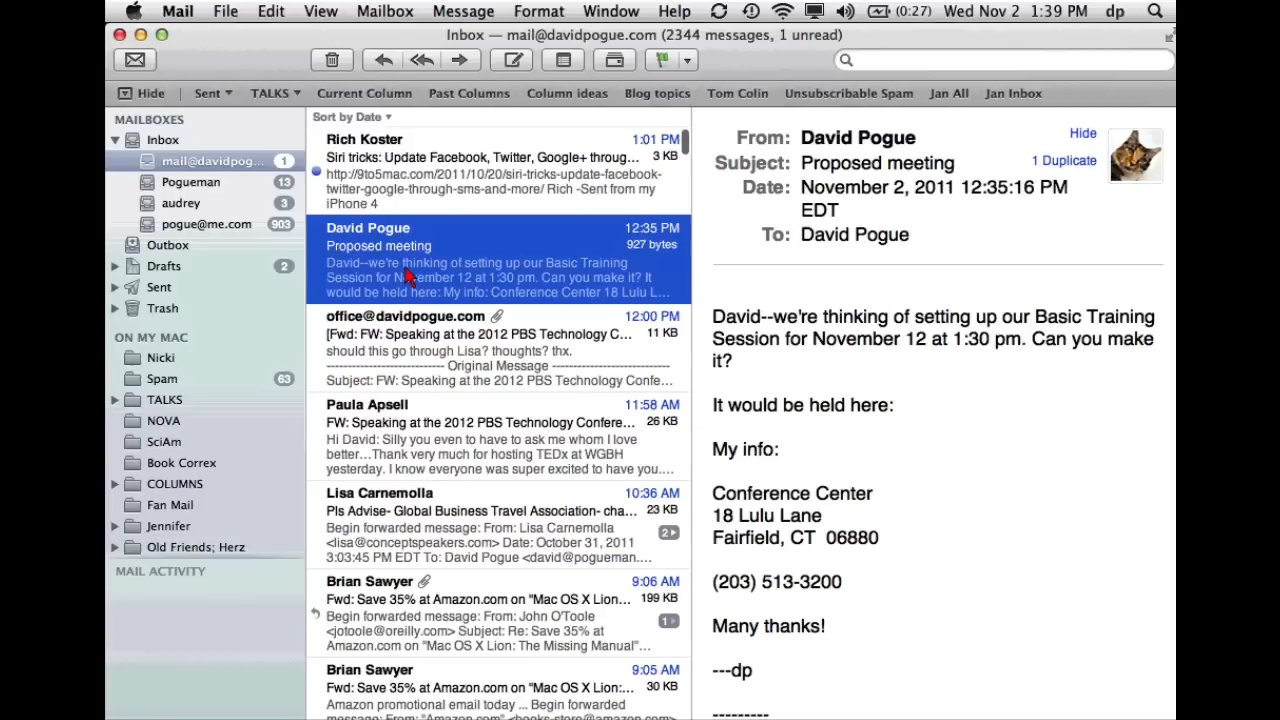 Mail File Edit View Mailbox Message Format Window Help (0:27) Wed Nov 2 1:39 PM dp
Inbox — mail@davidpogue.com (2344 messages, 1 unread)
Hide Sent TALKS Current Column Past Columns Column ideas Blog topics Tom Colin Unsubscribable Spam Jan All Jan Inbox
MAILBOXES
Inbox
mail@davidpog... 1
Pogueman 13
audrey 3
pogue@me.com 903
Outbox
Drafts 2
Sent
Trash
ON MY MAC
Nicki
Spam 63
TALKS
NOVA
SciAm
Book Correx
COLUMNS
Fan Mail
Jennifer
Old Friends; Herz
MAIL ACTIVITY
Sort by Date
Rich Koster 1:01 PM
Siri tricks: Update Facebook, Twitter, Google+ throug... 3 KB
http://9to5mac.com/2011/10/20/siri-tricks-update-facebook-
twitter-google-through-sms-and-more/ Rich -Sent from my
iPhone 4
David Pogue 12:35 PM
Proposed meeting 927 bytes
David--we're thinking of setting up our Basic Training
Session for November 12 at 1:30 pm. Can you make it? It
would be held here: My info: Conference Center 18 Lulu L...
office@davidpogue.com 12:00 PM
[Fwd: FW: Speaking at the 2012 PBS Technology C... 11 KB
should this go through Lisa? thoughts? thx.
---------------------------- Original Message ----------------------------
Subject: FW: Speaking at the 2012 PBS Technology Confe...
Paula Apsell 11:58 AM
FW: Speaking at the 2012 PBS Technology Confere... 26 KB
Hi David: Silly you even to have to ask me whom I love
better...Thank very much for hosting TEDx at WGBH
yesterday. I know everyone was super excited to have you....
Lisa Carnemolla 10:36 AM
Pls Advise- Global Business Travel Association- cha... 23 KB
Begin forwarded message: From: Lisa Carnemolla 2
<lisa@conceptspeakers.com> Date: October 31, 2011
3:03:45 PM EDT To: David Pogue <david@pogueman....
Brian Sawyer 9:06 AM
Fwd: Save 35% at Amazon.com on "Mac OS X Lion... 199 KB
Begin forwarded message: From: John O'Toole 1
<jotoole@oreilly.com> Subject: Re: Save 35% at
Amazon.com on "Mac OS X Lion: The Missing Manual"...
Brian Sawyer 9:05 AM
Fwd: Save 35% at Amazon.com on "Mac OS X Lion:... 30 KB
Amazon promotional email today ... Begin forwarded
message: From: "Amazon.com" <books-store@amazon.com>
From: David Pogue Hide
Subject: Proposed meeting 1 Duplicate
Date: November 2, 2011 12:35:16 PM
EDT
To: David Pogue
David--we're thinking of setting up our Basic Training
Session for November 12 at 1:30 pm. Can you make
it?
It would be held here:
My info:
Conference Center
18 Lulu Lane
Fairfield, CT 06880
(203) 513-3200
Many thanks!
---dp
---------